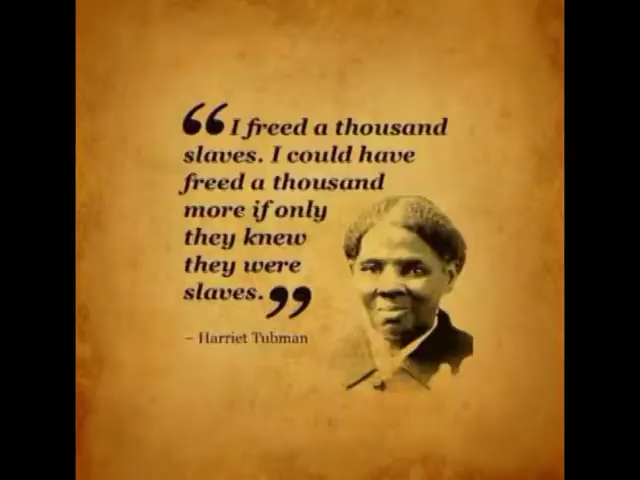 “I freed a thousand
slaves. I could have
freed a thousand
more if only
they knew
they were
slaves.”
– Harriet Tubman